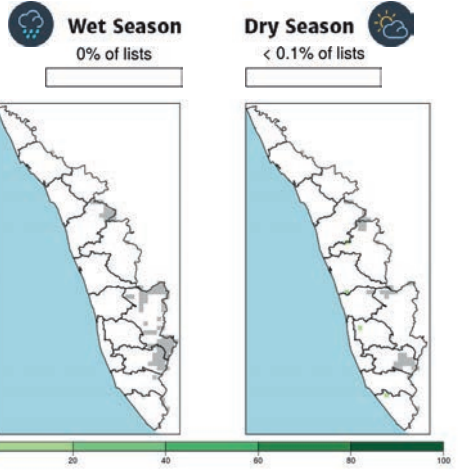 Wet Season
Dry Season
0% of lists
< 0.1% of lists
20
40
60
80
100